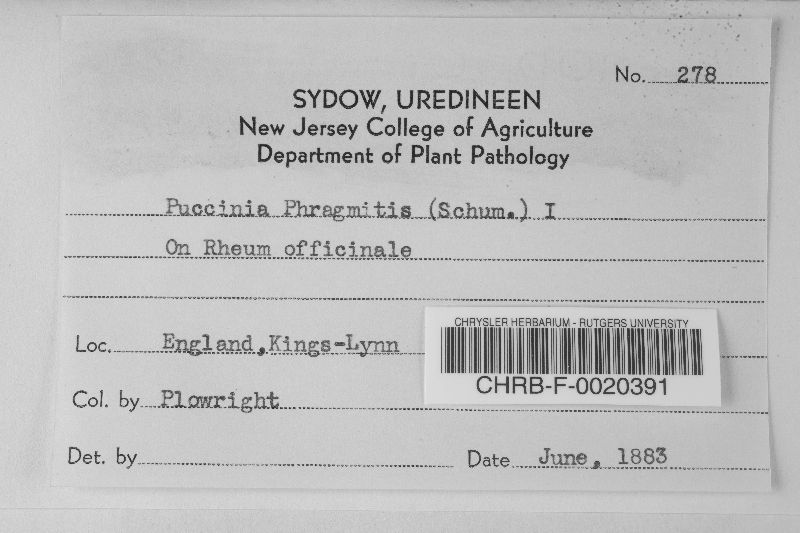 No. 278
SYDOW, UREDINEEN
New Jersey College of Agriculture
Department of Plant Pathology
Puccinia Phragmitis (Schum.) I
On Rheum officinale
Loc. England, Kings-Lynn
CHRYSLER HERBARIUM - RUTGERS UNIVERSITY
CHRB-F-0020391
Col. by Plowright
Det. by
Date June, 1883